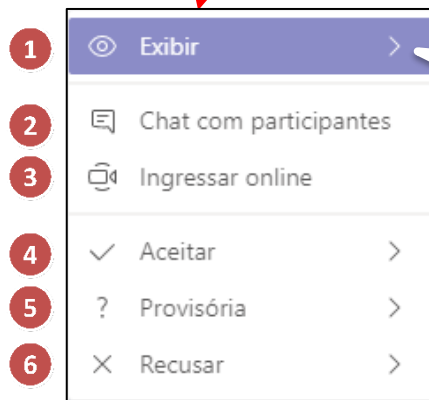 1 Exibir >
2 Chat com participantes
3 Ingressar online
4 Aceitar >
5 ? Provisória >
6 Recusar >